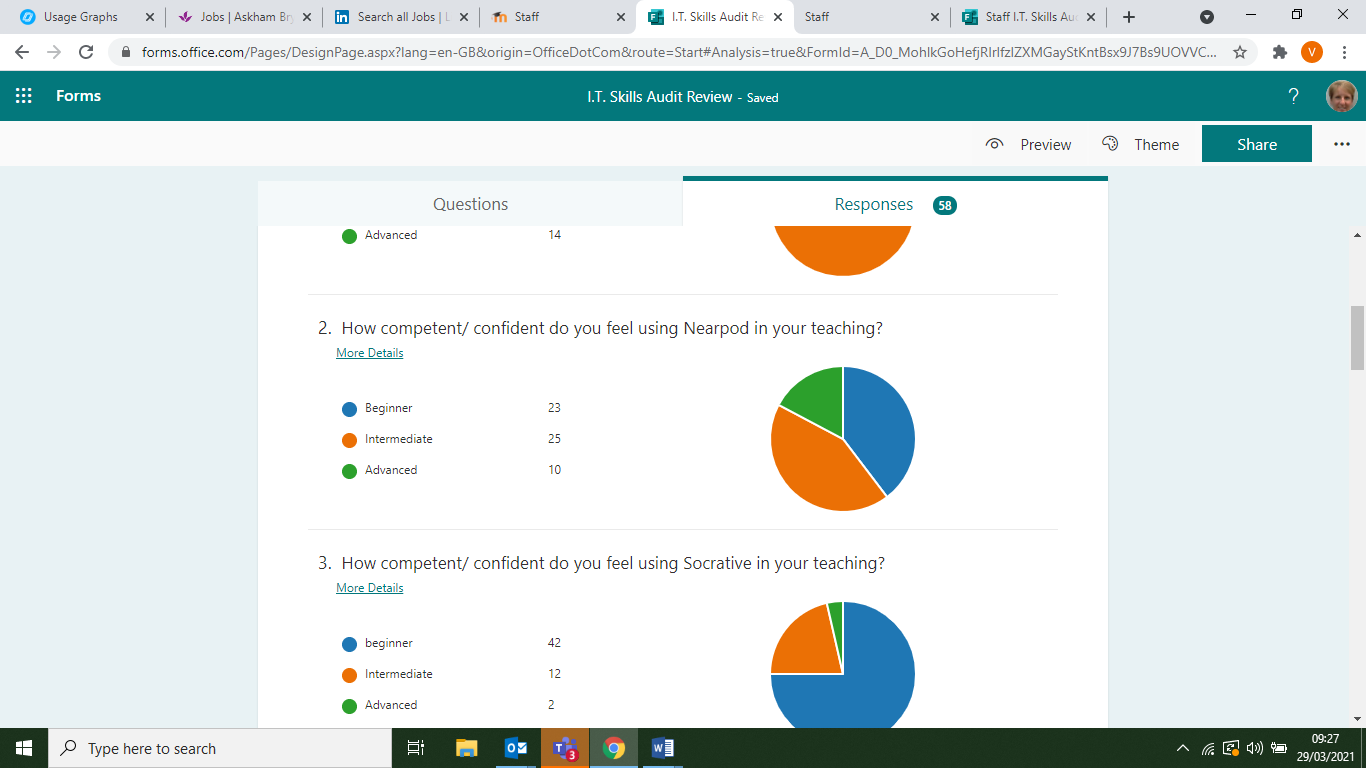 Usage Graphs
Jobs | Askham Bry
Search all Jobs | L
Staff
I.T. Skills Audit Re
Staff
Staff I.T. Skills Au
forms.office.com/Pages/DesignPage.aspx?lang=en-GB&origin=OfficeDotCom&route=Start#Analysis=true&FormId=A_D0_MohIkGoHefjRIrIfzIZXMGayStKntBsx9J7Bs9UOVVC...
V
Forms
I.T. Skills Audit Review - Saved
?
Preview
Theme
Share
Questions
Responses 58
Advanced 14
2. How competent/ confident do you feel using Nearpod in your teaching?
More Details
Beginner 23
Intermediate 25
Advanced 10
3. How competent/ confident do you feel using Socrative in your teaching?
More Details
beginner 42
Intermediate 12
Advanced 2
Type here to search
3
09:27
29/03/2021